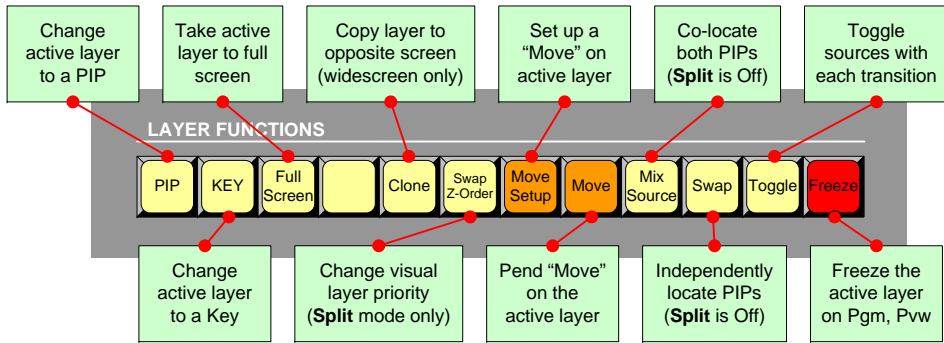 Change
active layer
to a PIP
Take active
layer to full
screen
Copy layer to
opposite screen
(widescreen only)
Set up a
“Move” on
active layer
Co-locate
both PIPs
(Split is Off)
Toggle
sources with
each transition
LAYER FUNCTIONS
PIP
KEY
Full
Screen
Clone
Swap
Z-Order
Move
Setup
Move
Mix
Source
Swap
Toggle
Freeze
Change
active layer
to a Key
Change visual
layer priority
(Split mode only)
Pend “Move”
on the
active layer
Independently
locate PIPs
(Split is Off)
Freeze the
active layer
on Pgm, Pvw